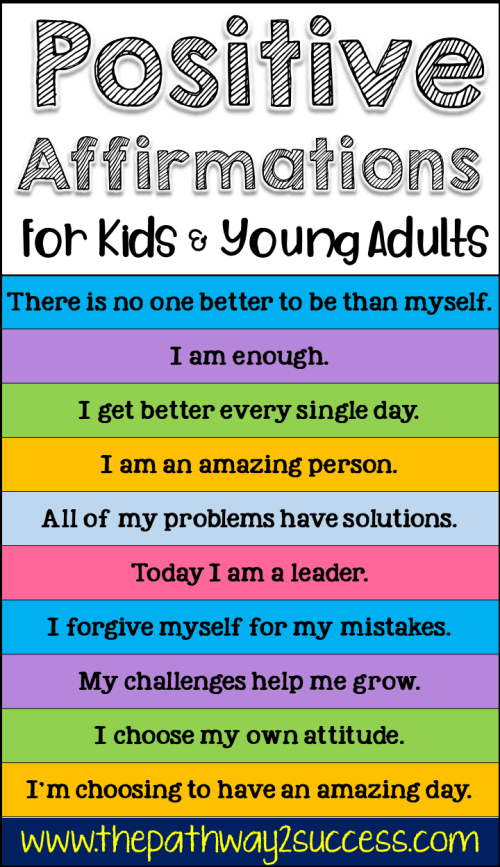 Positive
Affirmations
for Kids & Young Adults
There is no one better to be than myself.
I am enough.
I get better every single day.
I am an amazing person.
All of my problems have solutions.
Today I am a leader.
I forgive myself for my mistakes.
My challenges help me grow.
I choose my own attitude.
I'm choosing to have an amazing day.
www.thepathway2success.com